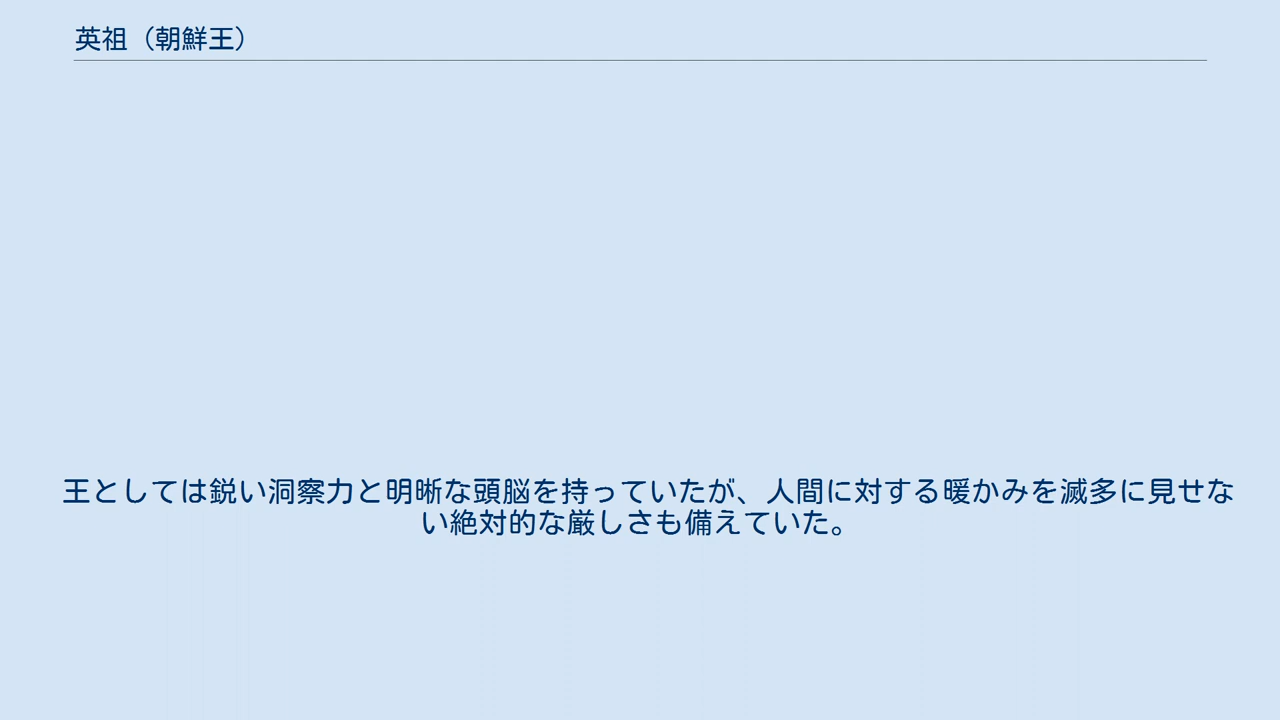 英祖（朝鮮王）
王としては鋭い洞察力と明晰な頭脳を持っていたが、人間に対する暖かみを滅多に見せな
い絶対的な厳しさも備えていた。